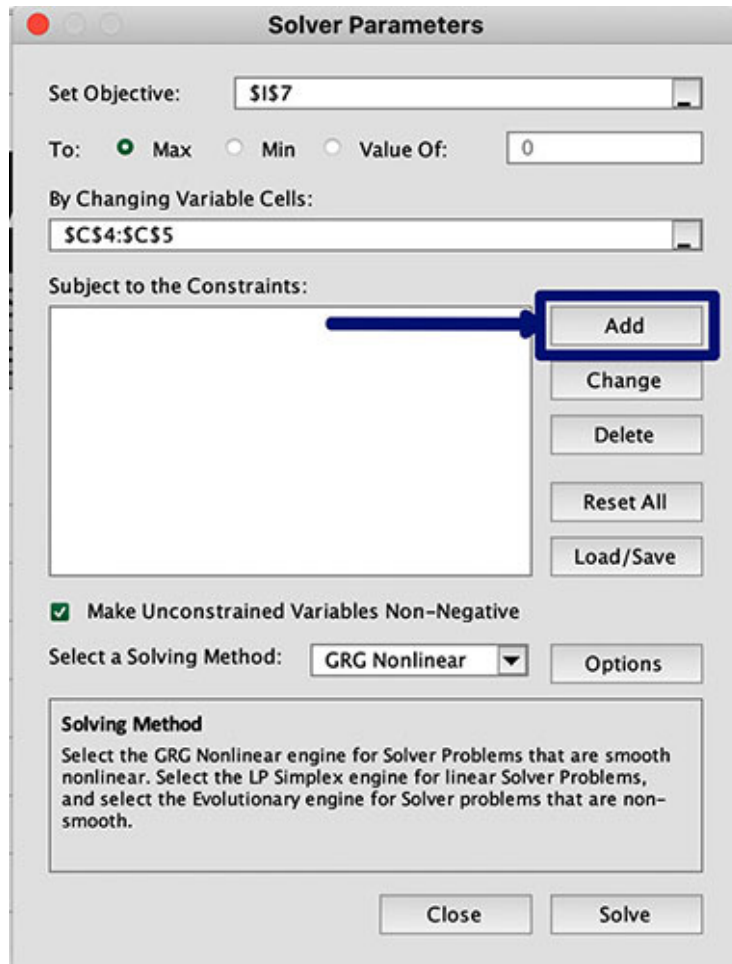 Solver Parameters
Set Objective: $I$7
To: Max Min Value Of: 0
By Changing Variable Cells:
$C$4:$C$5
Subject to the Constraints:
Add
Change
Delete
Reset All
Load/Save
Make Unconstrained Variables Non-Negative
Select a Solving Method: GRG Nonlinear Options
Solving Method
Select the GRG Nonlinear engine for Solver Problems that are smooth
nonlinear. Select the LP Simplex engine for linear Solver Problems,
and select the Evolutionary engine for Solver problems that are non-
smooth.
Close Solve